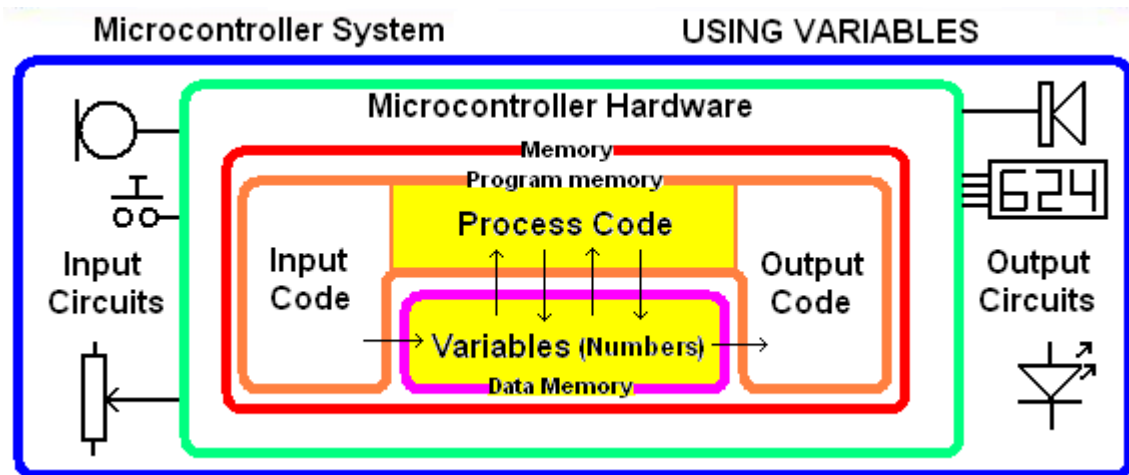 Microcontroller System
USING VARIABLES
Microcontroller Hardware
Memory
Program memory
Process Code
624
Input
Circuits
Input
Code
Output
Code
Output
Circuits
Variables (Numbers)
Data Memory